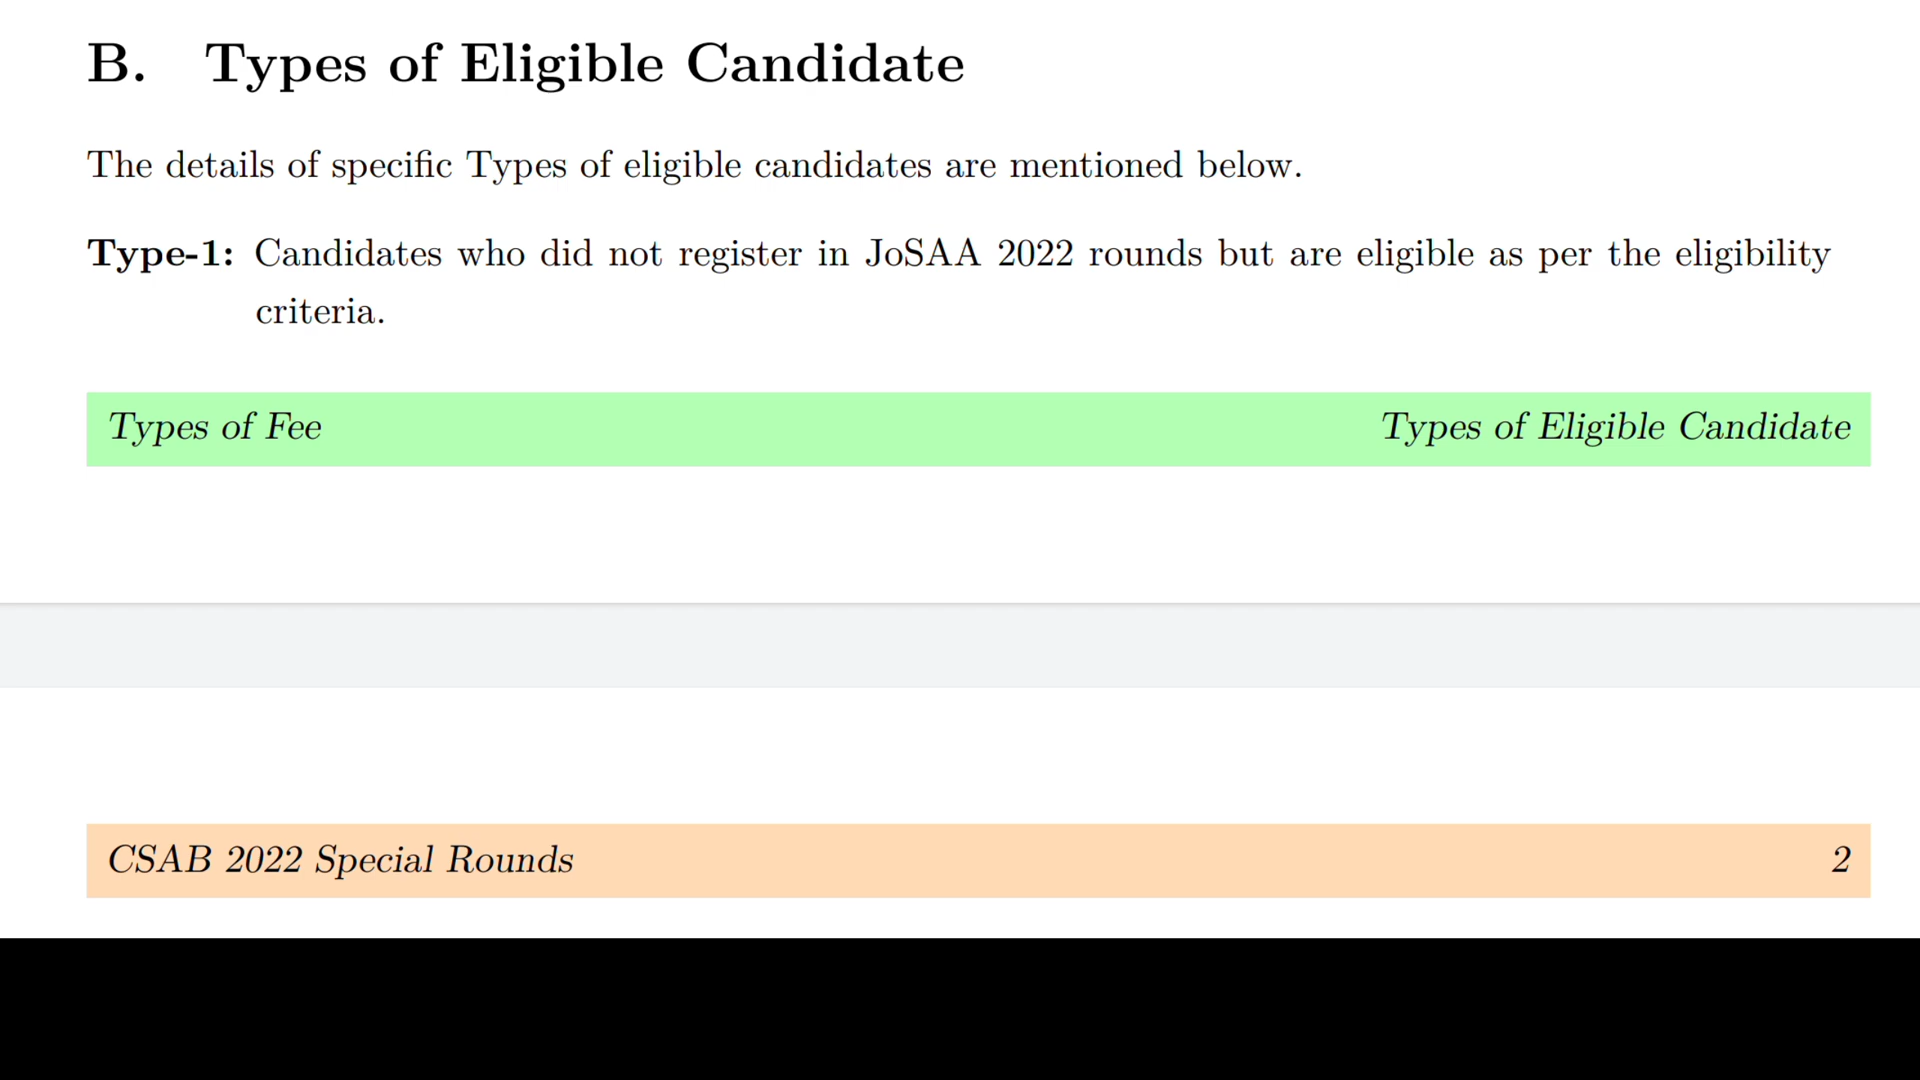 B. Types of Eligible Candidate
The details of specific Types of eligible candidates are mentioned below.
Type-1: Candidates who did not register in JoSAA 2022 rounds but are eligible as per the eligibility
criteria.
Types of Fee Types of Eligible Candidate
CSAB 2022 Special Rounds 2